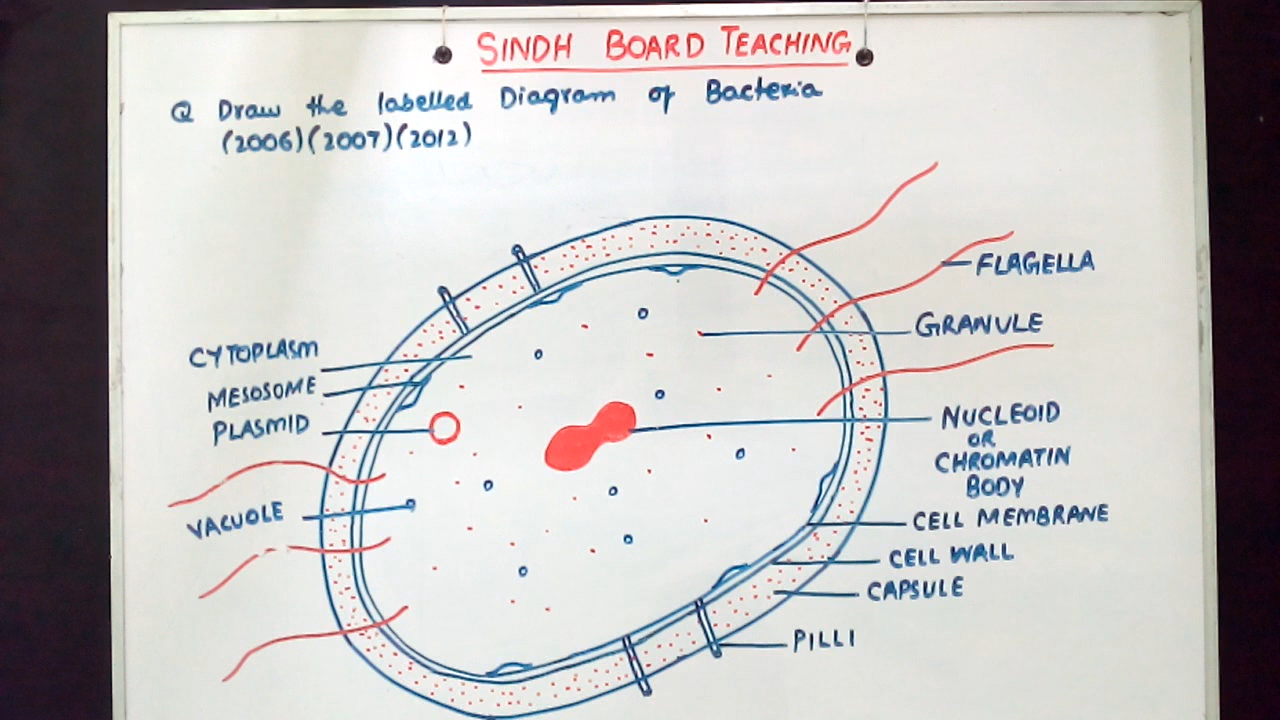 SINDH BOARD TEACHING
Q Draw the labelled Diagram of Bacteria
(2006)(2007)(2012)
FLAGELLA
GRANULE
CYTOPLASM
MESOSOME
PLASMID
NUCLEOID
OR
CHROMATIN
BODY
VACUOLE
CELL MEMBRANE
CELL WALL
CAPSULE
PILLI